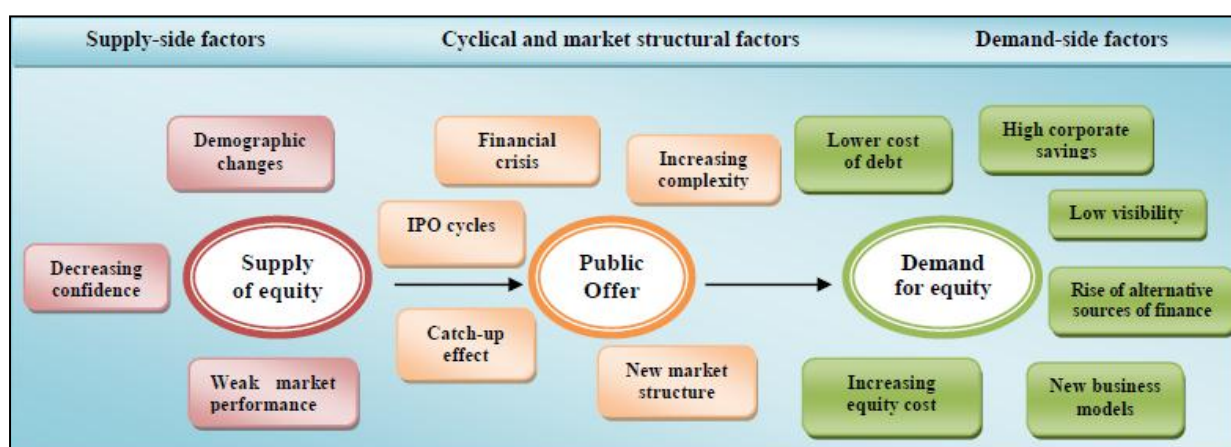 Supply-side factors
Cyclical and market structural factors
Demand-side factors
Demographic
changes
Decreasing
confidence
Supply
of equity
Weak market
performance
Financial
crisis
Increasing
complexity
IPO cycles
Public
Offer
Catch-up
effect
New market
structure
Lower cost
of debt
High corporate
savings
Low visibility
Demand
for equity
Rise of alternative
sources of finance
Increasing
equity cost
New business
models